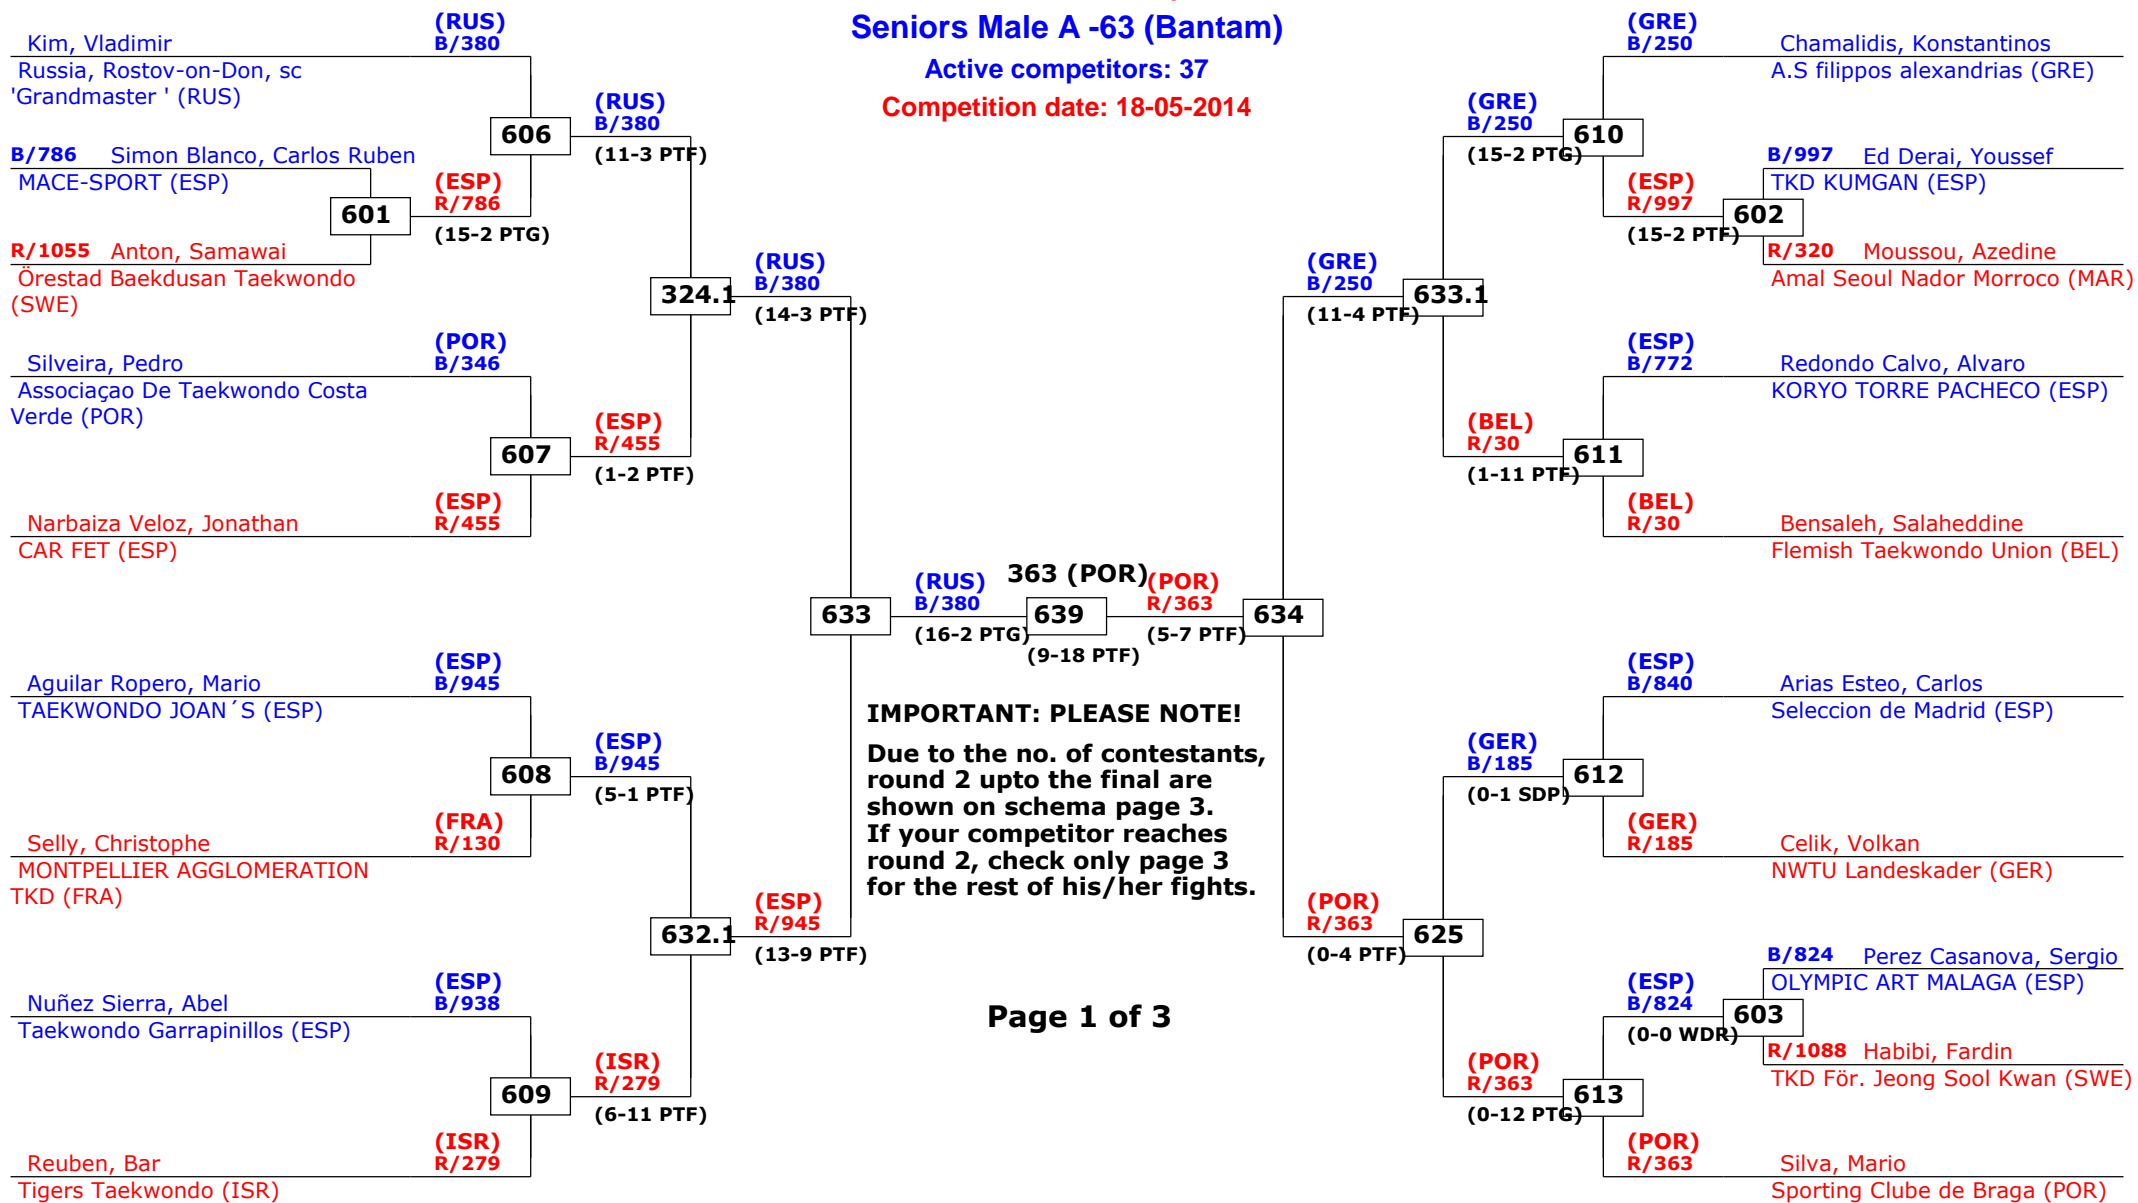 Seniors Male A -63 (Bantam)
Active competitors: 37
Competition date: 18-05-2014
(RUS)
Kim, Vladimir B/380
Russia, Rostov-on-Don, sc
'Grandmaster ' (RUS)
606
(RUS)
B/380
(11-3 PTF)
B/786 Simon Blanco, Carlos Ruben
MACE-SPORT (ESP)
601
(ESP)
R/786
(15-2 PTG)
R/1055 Anton, Samawai
Örestad Baekdusan Taekwondo
(SWE)
324.1
(RUS)
B/380
(14-3 PTF)
(POR)
Silveira, Pedro B/346
Associaçao De Taekwondo Costa
Verde (POR)
607
(ESP)
R/455
(1-2 PTF)
(ESP)
Narbaiza Veloz, Jonathan R/455
CAR FET (ESP)
633
(RUS)
B/380
(16-2 PTG)
363 (POR)
639
(9-18 PTF)
(POR)
R/363
(5-7 PTF)
634
(ESP)
Aguilar Ropero, Mario B/945
TAEKWONDO JOAN´S (ESP)
608
(ESP)
B/945
(5-1 PTF)
(FRA)
Selly, Christophe R/130
MONTPELLIER AGGLOMERATION
TKD (FRA)
632.1
(ESP)
R/945
(13-9 PTF)
(ESP)
Nuñez Sierra, Abel B/938
Taekwondo Garrapinillos (ESP)
609
(ISR)
R/279
(6-11 PTF)
(ISR)
Reuben, Bar R/279
Tigers Taekwondo (ISR)
IMPORTANT: PLEASE NOTE!
Due to the no. of contestants,
round 2 upto the final are
shown on schema page 3.
If your competitor reaches
round 2, check only page 3
for the rest of his/her fights.
Page 1 of 3
(GRE)
B/250 Chamalidis, Konstantinos
A.S filippos alexandrias (GRE)
(GRE)
B/250
(15-2 PTG)
610
B/997 Ed Derai, Youssef
TKD KUMGAN (ESP)
(ESP)
R/997
(15-2 PTF)
602
R/320 Moussou, Azedine
Amal Seoul Nador Morroco (MAR)
(GRE)
B/250
(11-4 PTF)
633.1
(ESP)
B/772 Redondo Calvo, Alvaro
KORYO TORRE PACHECO (ESP)
(BEL)
R/30
(1-11 PTF)
611
(BEL)
R/30 Bensaleh, Salaheddine
Flemish Taekwondo Union (BEL)
(ESP)
B/840 Arias Esteo, Carlos
Seleccion de Madrid (ESP)
(GER)
B/185
(0-1 SDP)
612
(GER)
R/185 Celik, Volkan
NWTU Landeskader (GER)
(POR)
R/363
(0-4 PTF)
625
B/824 Perez Casanova, Sergio
OLYMPIC ART MALAGA (ESP)
(ESP)
B/824
(0-0 WDR)
603
R/1088 Habibi, Fardin
TKD För. Jeong Sool Kwan (SWE)
(POR)
R/363
(0-12 PTG)
613
(POR)
R/363 Silva, Mario
Sporting Clube de Braga (POR)